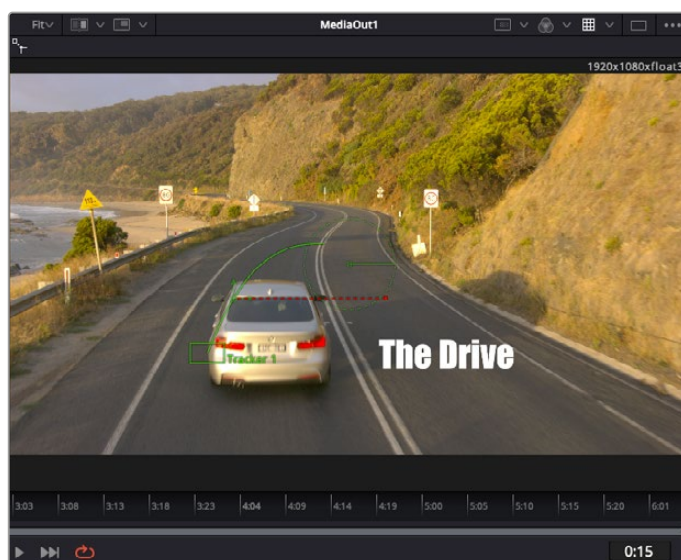 Fit
MediaOut1
1920x1080xfloat3
Tracker 1
The Drive
3:03 3:08 3:13 3:18 3:23 4:04 4:09 4:14 4:19 5:00 5:05 5:10 5:15 5:20 6:01
0:15